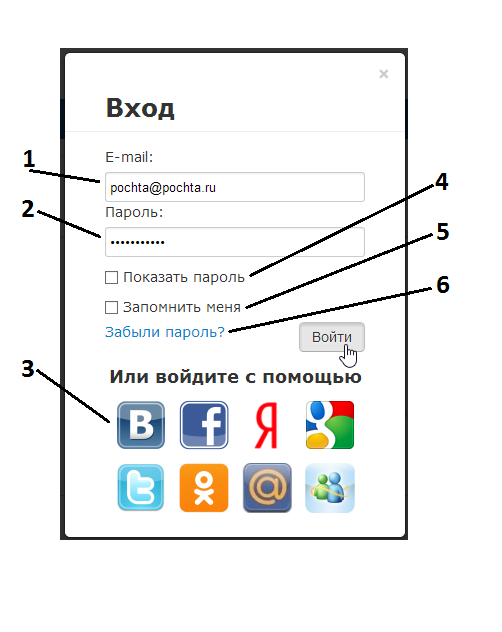 ×
Вход
1
E-mail:
pochta@pochta.ru
2
Пароль:
•••••••••••
4
Показать пароль
5
Запомнить меня
6
Забыли пароль?
Войти
3
Или войдите с помощью
В f Я g
t @